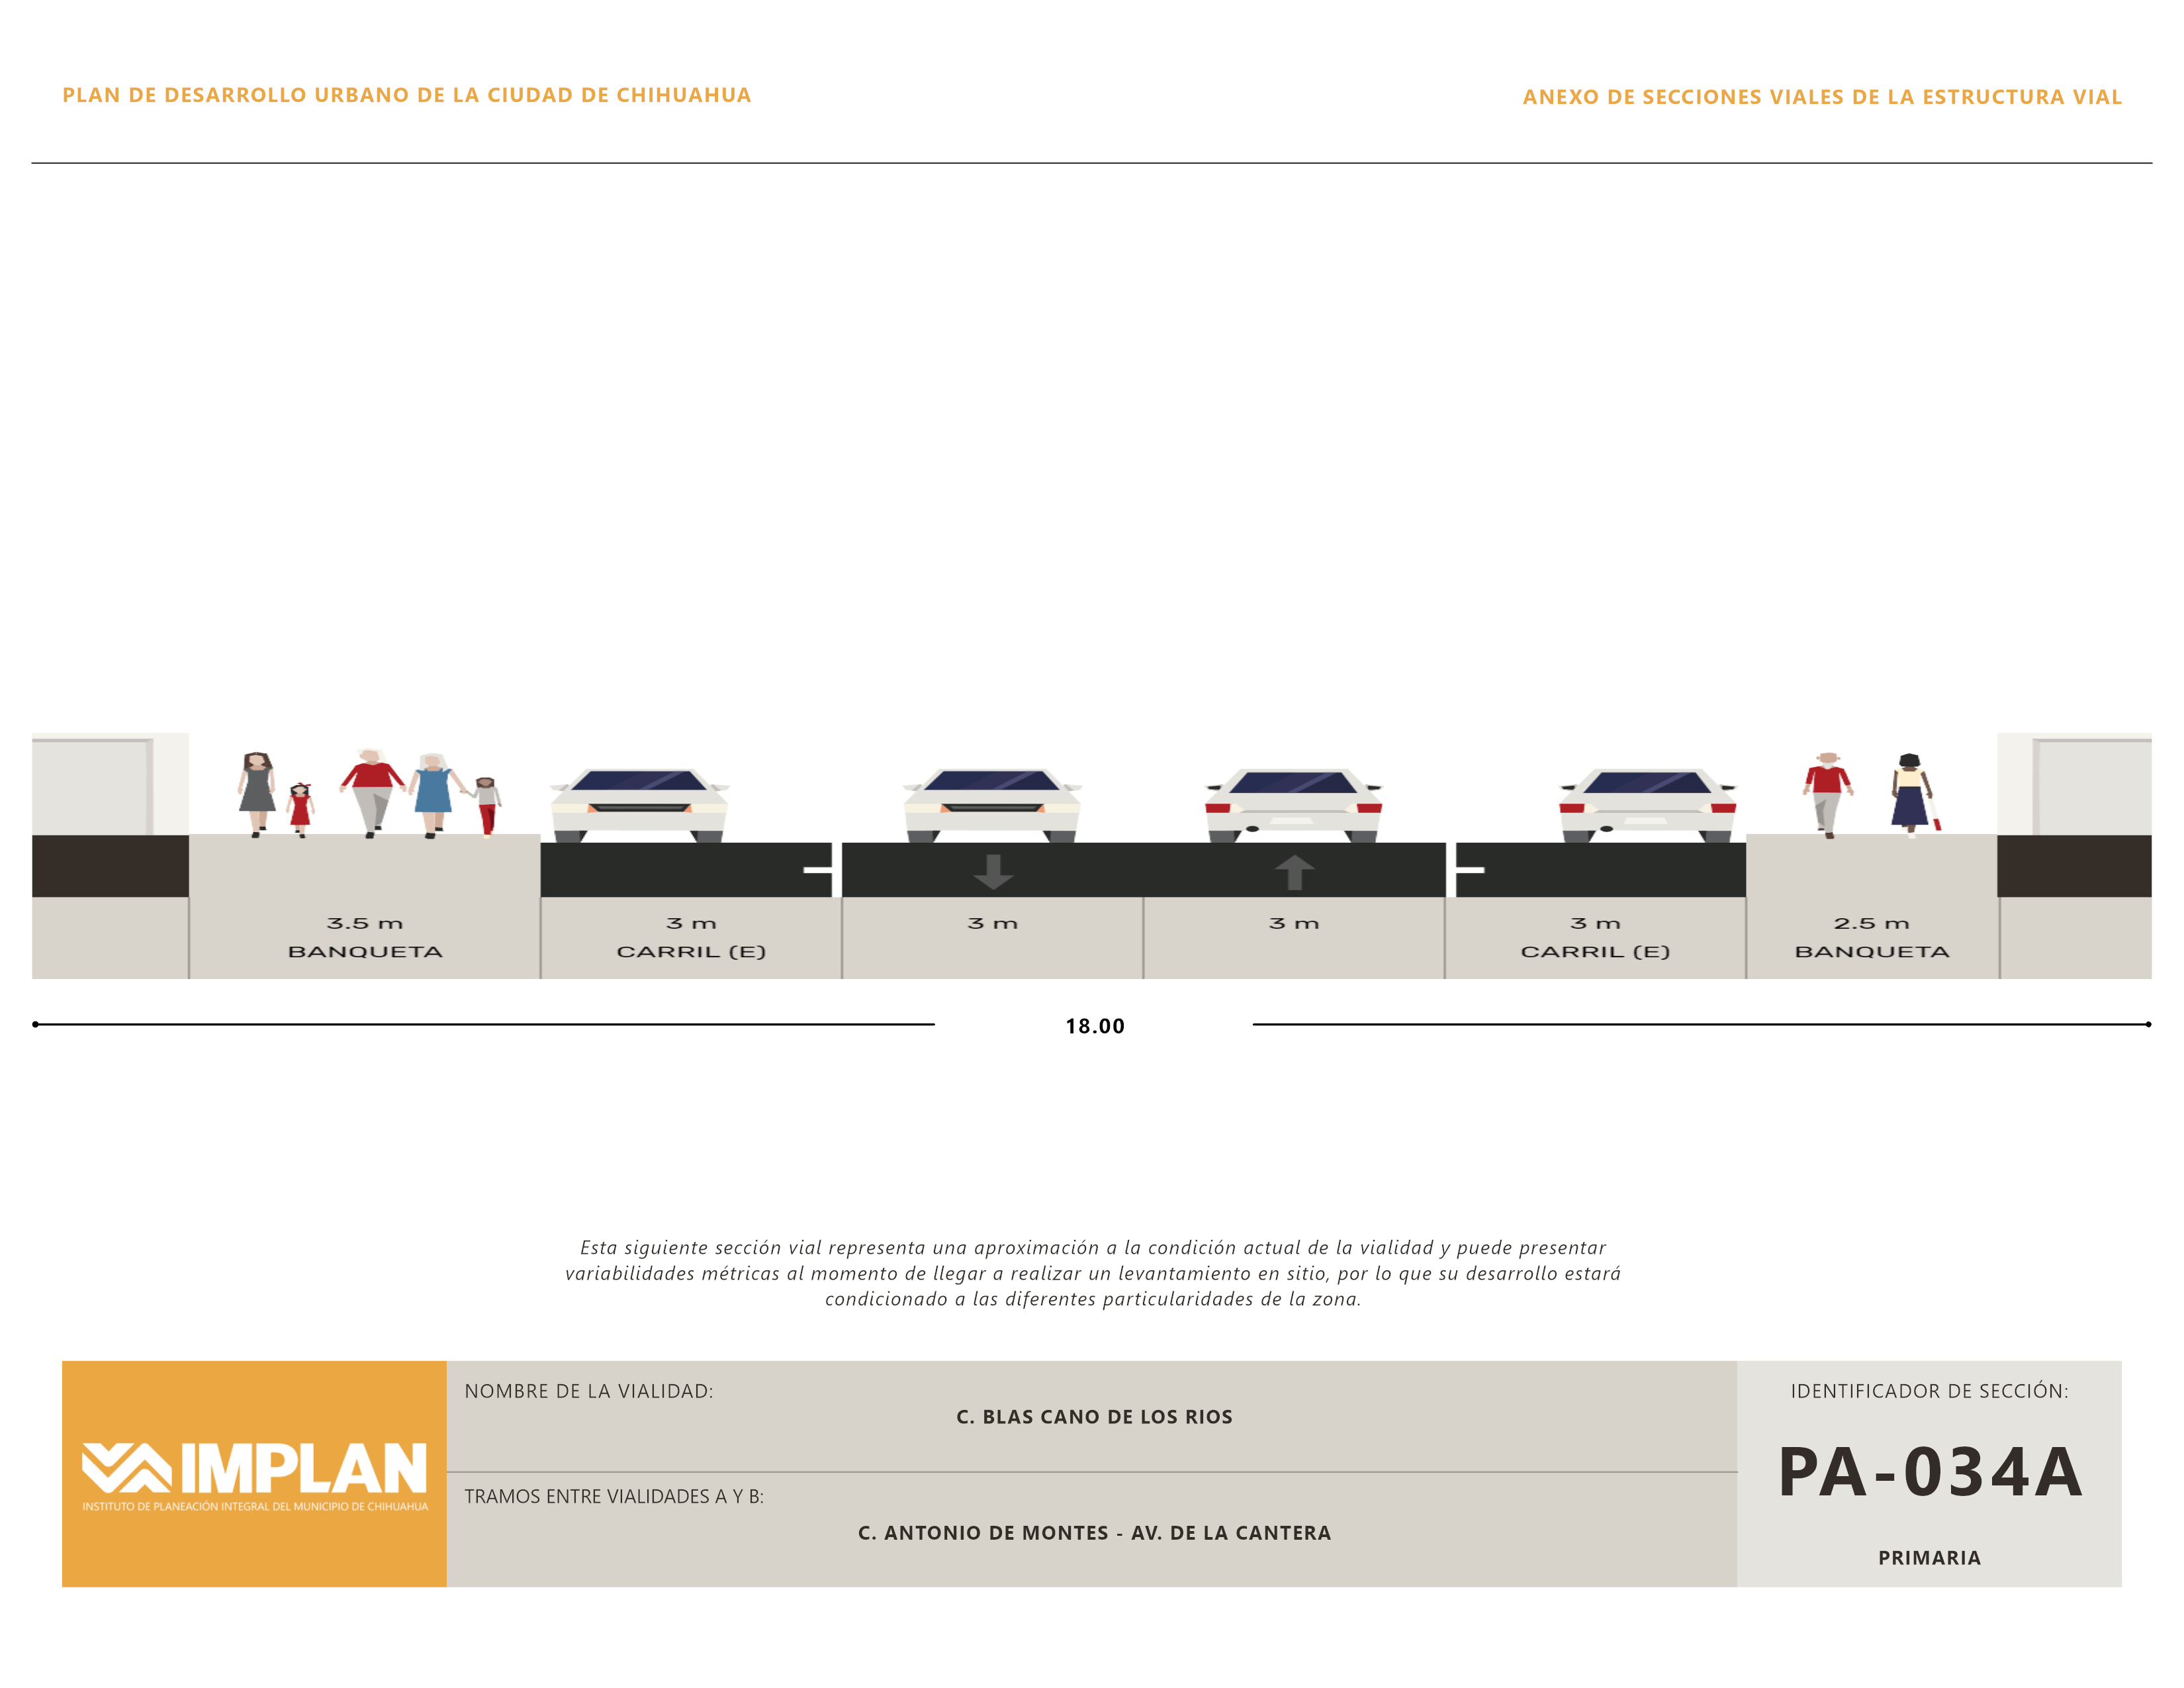 PLAN DE DESARROLLO URBANO DE LA CIUDAD DE CHIHUAHUA
ANEXO DE SECCIONES VIALES DE LA ESTRUCTURA VIAL
3.5 m
BANQUETA
3 m
CARRIL (E)
3 m
3 m
3 m
CARRIL (E)
2.5 m
BANQUETA
18.00
Esta siguiente sección vial representa una aproximación a la condición actual de la vialidad y puede presentar
variabilidades métricas al momento de llegar a realizar un levantamiento en sitio, por lo que su desarrollo estará
condicionado a las diferentes particularidades de la zona.
IMPLAN
INSTITUTO DE PLANEACIÓN INTEGRAL DEL MUNICIPIO DE CHIHUAHUA
NOMBRE DE LA VIALIDAD:
C. BLAS CANO DE LOS RIOS
TRAMOS ENTRE VIALIDADES A Y B:
C. ANTONIO DE MONTES - AV. DE LA CANTERA
IDENTIFICADOR DE SECCIÓN:
PA-034A
PRIMARIA